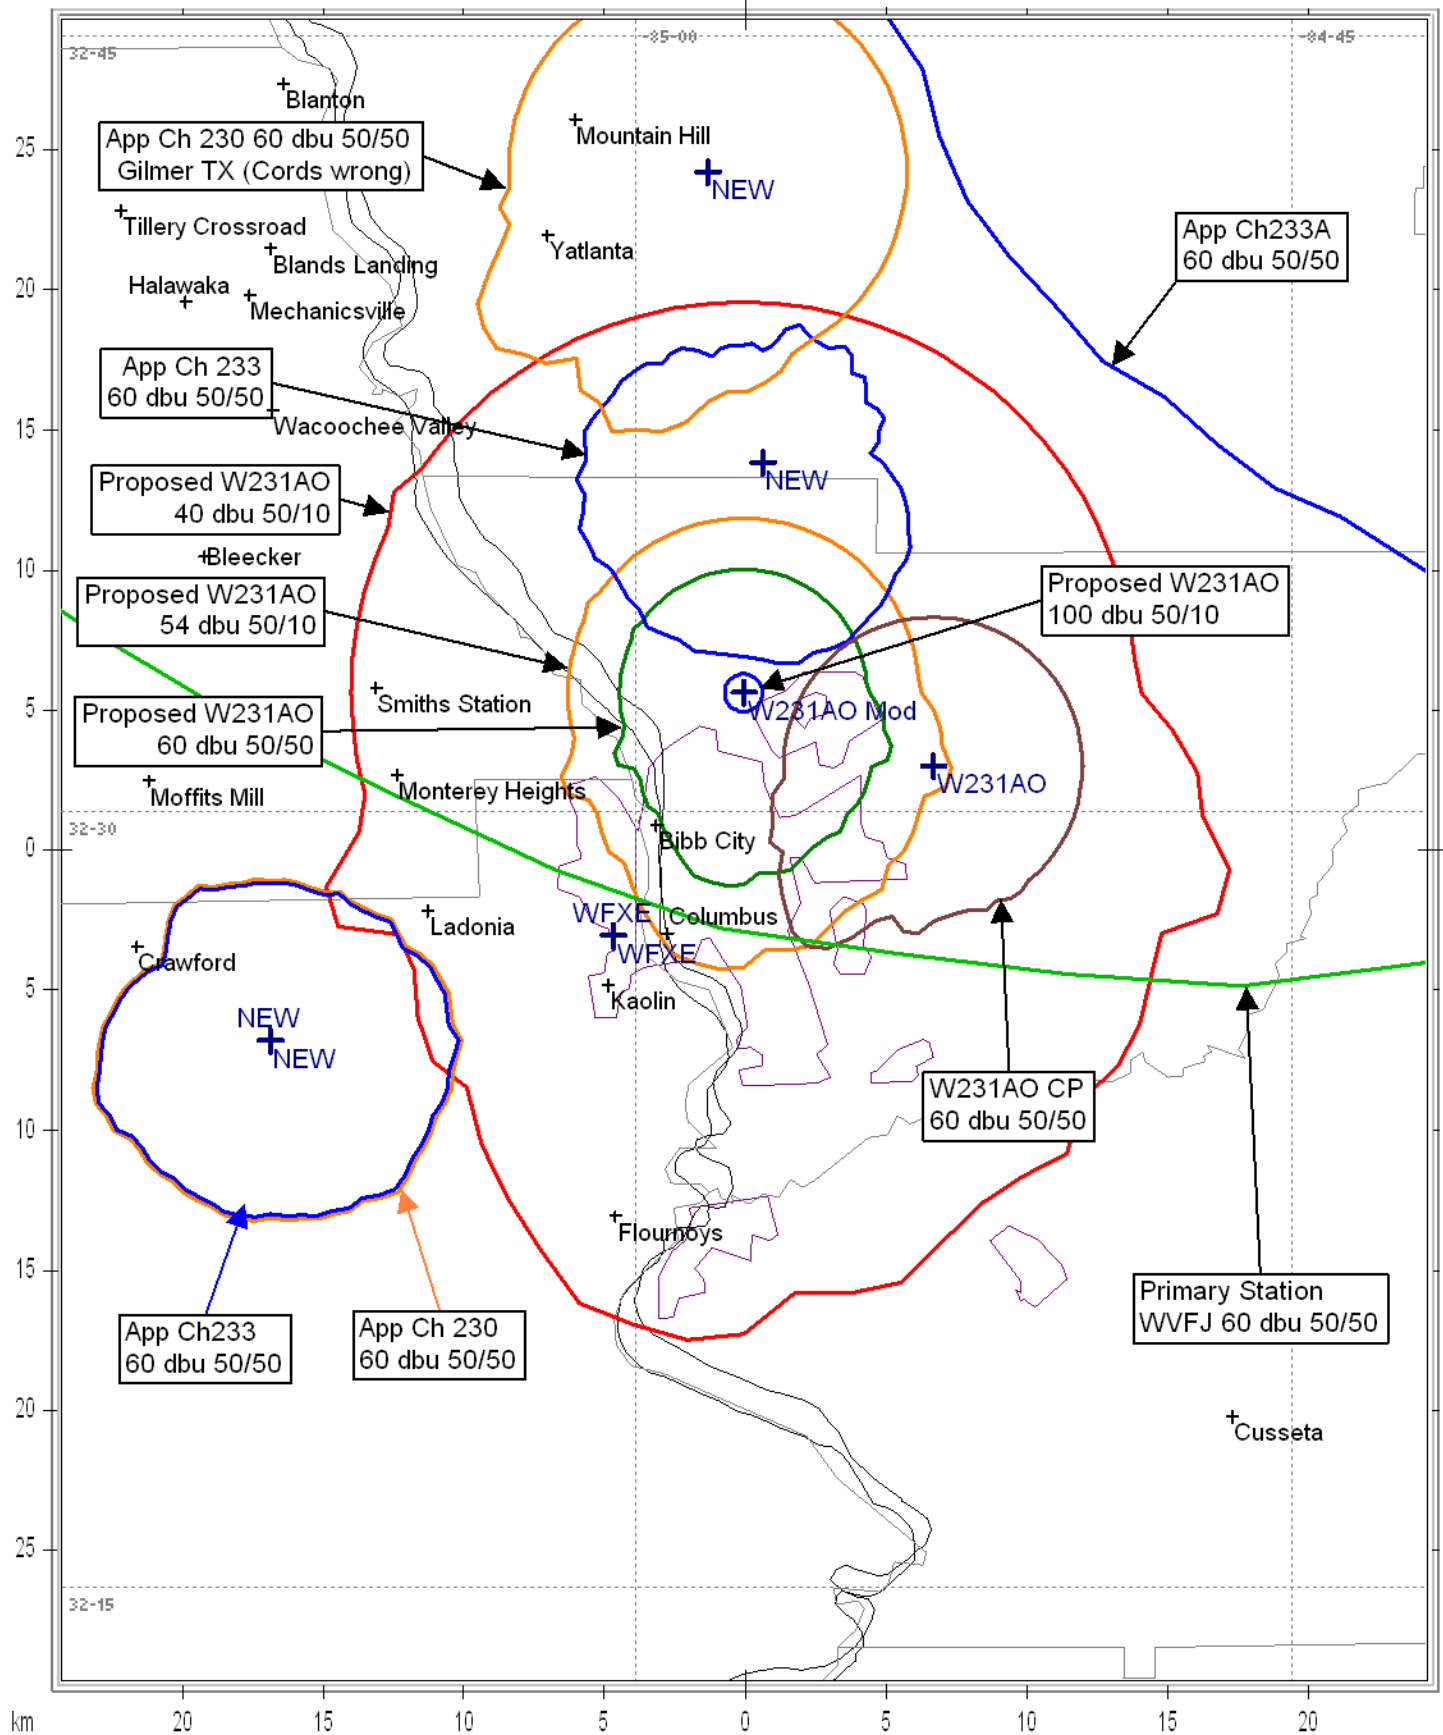 32-45
-85-00
-84-45
Blanton
App Ch 230 60 dbu 50/50
Gilmer TX (Cords wrong)
Mountain Hill
25
NEW
Tillery Crossroad
App Ch233A
60 dbu 50/50
Yatlanta
Blands Landing
Halawaka
20
Mechanicsville
App Ch 233
60 dbu 50/50
Wacoochee Valley
15
NEW
Proposed W231AO
40 dbu 50/10
Bleecker
10
Proposed W231AO
100 dbu 50/10
Proposed W231AO
54 dbu 50/10
Smiths Station
5
W231AO Mod
Proposed W231AO
60 dbu 50/50
W231AO
Moffits Mill
Monterey Heights
32-30
Bibb City
0
WFXE
Columbus
Ladonia
WFXE
Crawford
5
Kaolin
NEW
NEW
W231AO CP
60 dbu 50/50
10
Flournoys
15
Primary Station
WVFJ 60 dbu 50/50
App Ch233
60 dbu 50/50
App Ch 230
60 dbu 50/50
20
Cusseta
25
32-15
km
20
15
10
5
0
5
10
15
20